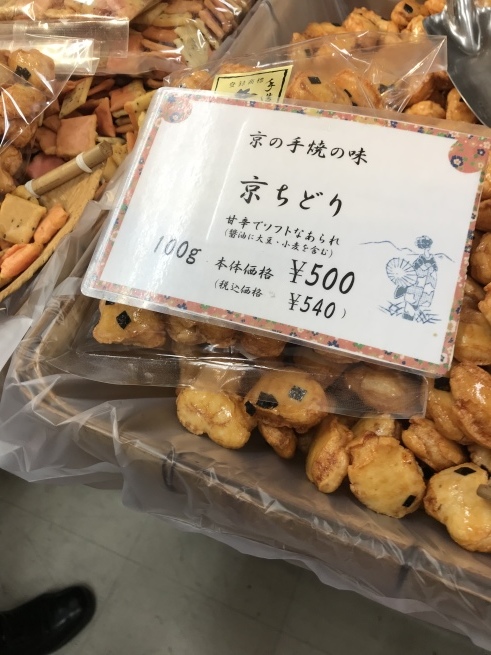 京の手焼の味
京ちどり
甘辛でソフトなあられ
(醤油に大豆・小麦を含む)
100g 本体価格 ¥500
(税込価格 ¥540)